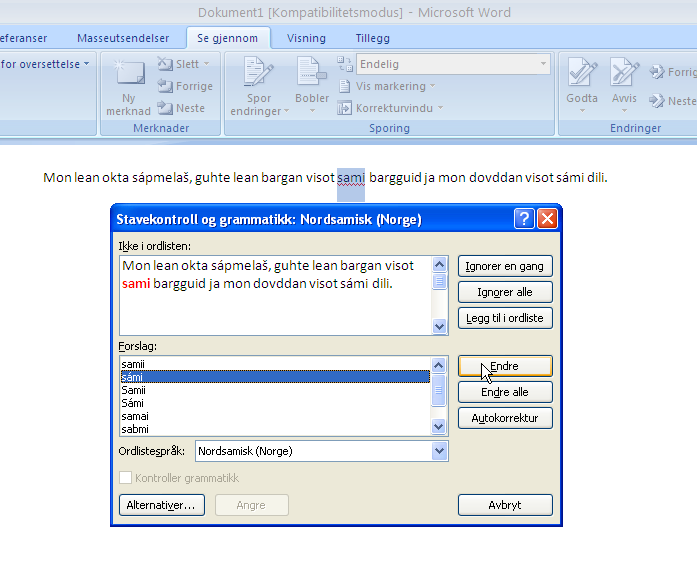 Dokument1 [Kompatibilitetsmodus] - Microsoft Word
eferanser Masseutsendelser Se gjennom Visning Tillegg
for oversettelse Slett Endelig
Ny merknad Forrige Spor endringer Bobler Vis markering Godta Avvis Forrig
Neste Korrekturvindu Neste
Merknader Sporing Endringer
Mon lean okta sápmelaš, guhte lean bargan visot sami bargguid ja mon dovddan visot sámi dili.
Stavekontroll og grammatikk: Nordsamisk (Norge)
Ikke i ordlisten:
Mon lean okta sápmelaš, guhte lean bargan visot
sami bargguid ja mon dovddan visot sámi dili.
Ignorer en gang
Ignorer alle
Legg til i ordliste
Forslag:
samii
sámi
Samii
Sámi
samai
sabmi
Endre
Endre alle
Autokorrektur
Ordlistespråk: Nordsamisk (Norge)
Kontroller grammatikk
Alternativer... Angre Avbryt